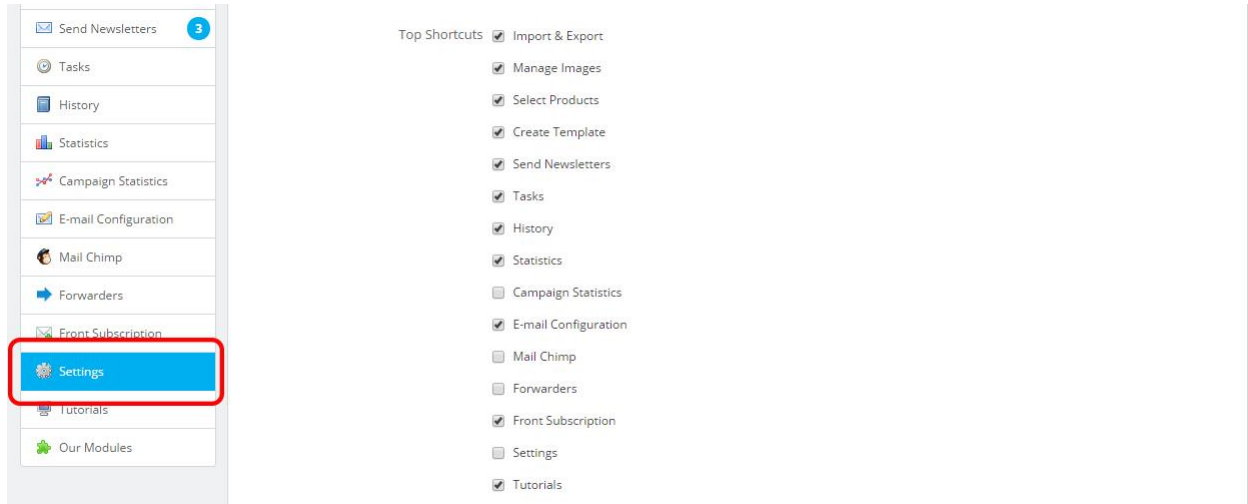 Send Newsletters 3
Tasks
History
Statistics
Campaign Statistics
E-mail Configuration
Mail Chimp
Forwarders
Front Subscription
Settings
Tutorials
Our Modules
Top Shortcuts Import & Export
Manage Images
Select Products
Create Template
Send Newsletters
Tasks
History
Statistics
Campaign Statistics
E-mail Configuration
Mail Chimp
Forwarders
Front Subscription
Settings
Tutorials